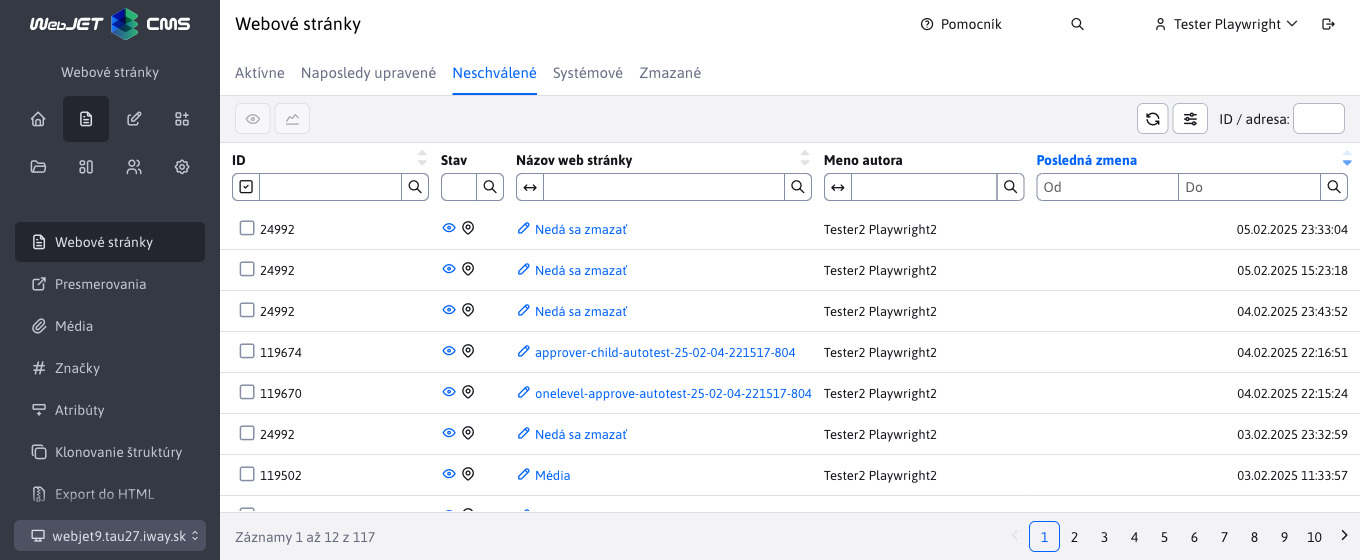 WebJET CMS
Webové stránky
Webové stránky
Presmerovania
Média
Značky
Atribúty
Klonovanie štruktúry
Export do HTML
webjet9.tau27.iway.sk
Webové stránky
Pomocník
Tester Playwright
Aktívne Naposledy upravené Neschválené Systémové Zmazané
ID / adresa:
ID Stav Názov web stránky Meno autora Posledná zmena
Od Do
24992 Nedá sa zmazať Tester2 Playwright2 05.02.2025 23:33:04
24992 Nedá sa zmazať Tester2 Playwright2 05.02.2025 15:23:18
24992 Nedá sa zmazať Tester2 Playwright2 04.02.2025 23:43:52
119674 approver-child-autotest-25-02-04-221517-804 Tester2 Playwright2 04.02.2025 22:16:51
119670 onelevel-approve-autotest-25-02-04-221517-804 Tester2 Playwright2 04.02.2025 22:15:24
24992 Nedá sa zmazať Tester2 Playwright2 03.02.2025 23:32:59
119502 Média Tester2 Playwright2 03.02.2025 11:33:57
Záznamy 1 až 12 z 117
1 2 3 4 5 6 7 8 9 10